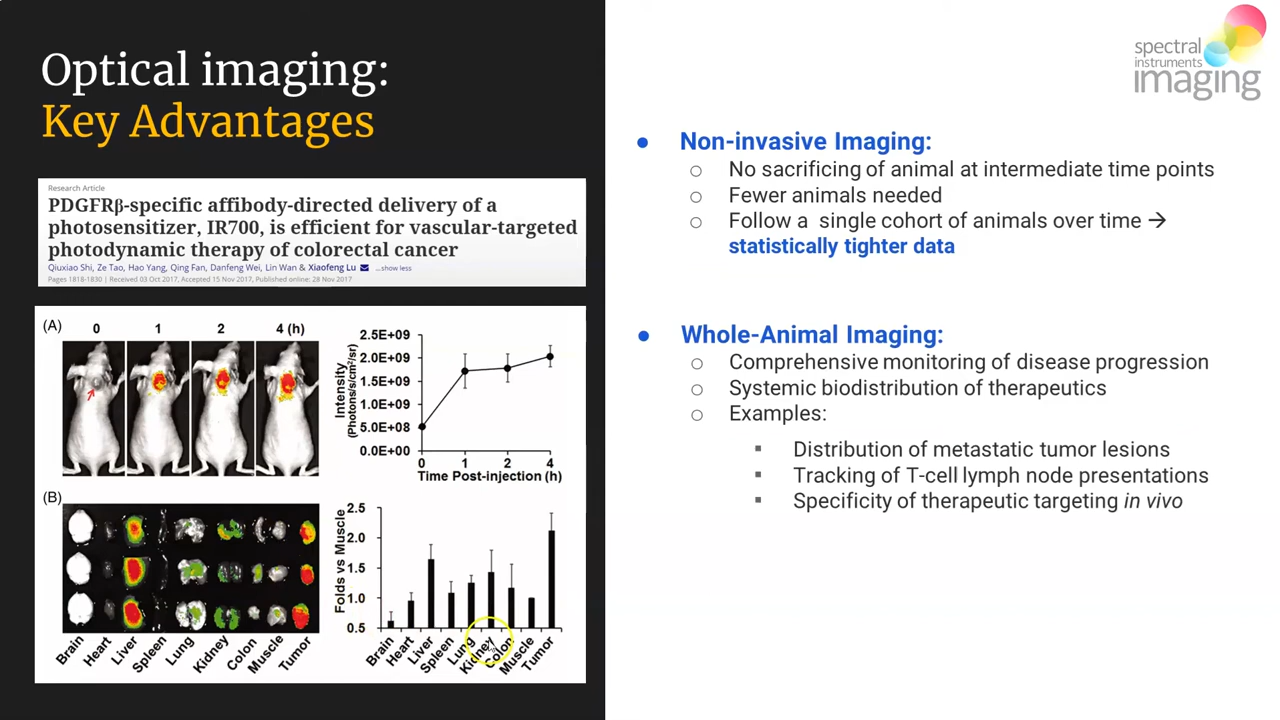 Optical imaging:
Key Advantages
Research Article
PDGFRβ-specific affibody-directed delivery of a
photosensitizer, IR700, is efficient for vascular-targeted
photodynamic therapy of colorectal cancer
Qiuxiao Shi, Ze Tao, Hao Yang, Qing Fan, Danfeng Wei, Lin Wan & Xiaofeng Lu ...show less
Pages 1818-1830 | Received 03 Oct 2017, Accepted 15 Nov 2017, Published online: 28 Nov 2017
(A)
0 1 2 4 (h)
2.5E+09
2.0E+09
1.5E+09
1.0E+09
5.0E+08
0.0E+00
Intensity
(Photons/s/cm²/sr)
0 1 2 4
Time Post-injection (h)
(B)
Brain Heart Liver Spleen Lung Kidney Colon Muscle Tumor
2.5
2.0
1.5
1.0
0.5
Folds vs Muscle
Brain Heart Liver Spleen Lung Kidney Colon Muscle Tumor
spectral
instruments
imaging
● Non-invasive Imaging:
○ No sacrificing of animal at intermediate time points
○ Fewer animals needed
○ Follow a single cohort of animals over time →
statistically tighter data
● Whole-Animal Imaging:
○ Comprehensive monitoring of disease progression
○ Systemic biodistribution of therapeutics
○ Examples:
▪ Distribution of metastatic tumor lesions
▪ Tracking of T-cell lymph node presentations
▪ Specificity of therapeutic targeting in vivo